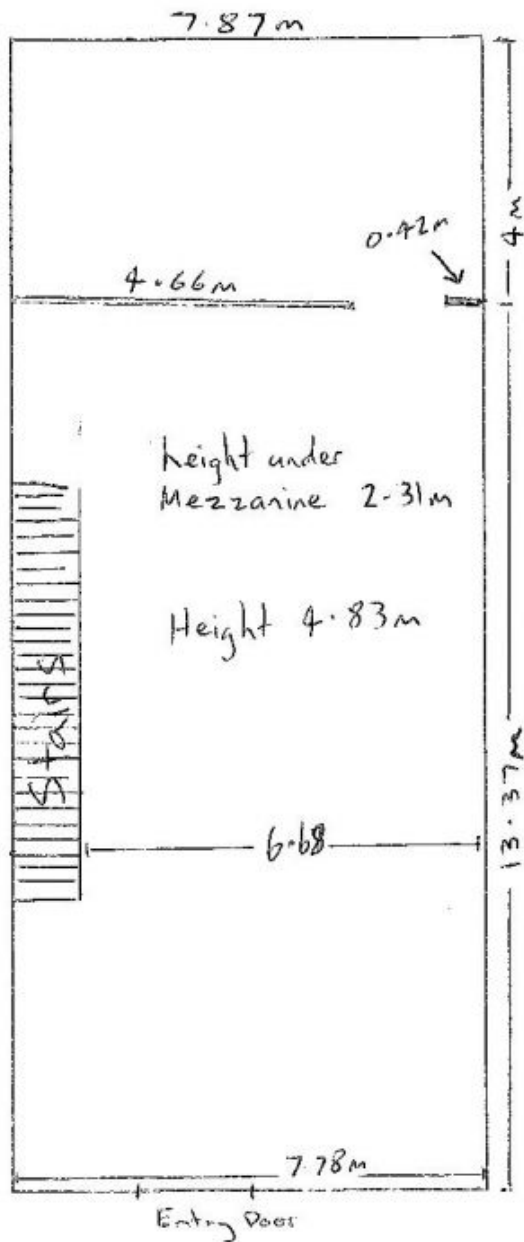 7.87m
4m
0.42m
4.66m
height under
Mezzanine 2.31m
Height 4.83m
Stairs
13.37m
6.68
7.78m
Entry Door